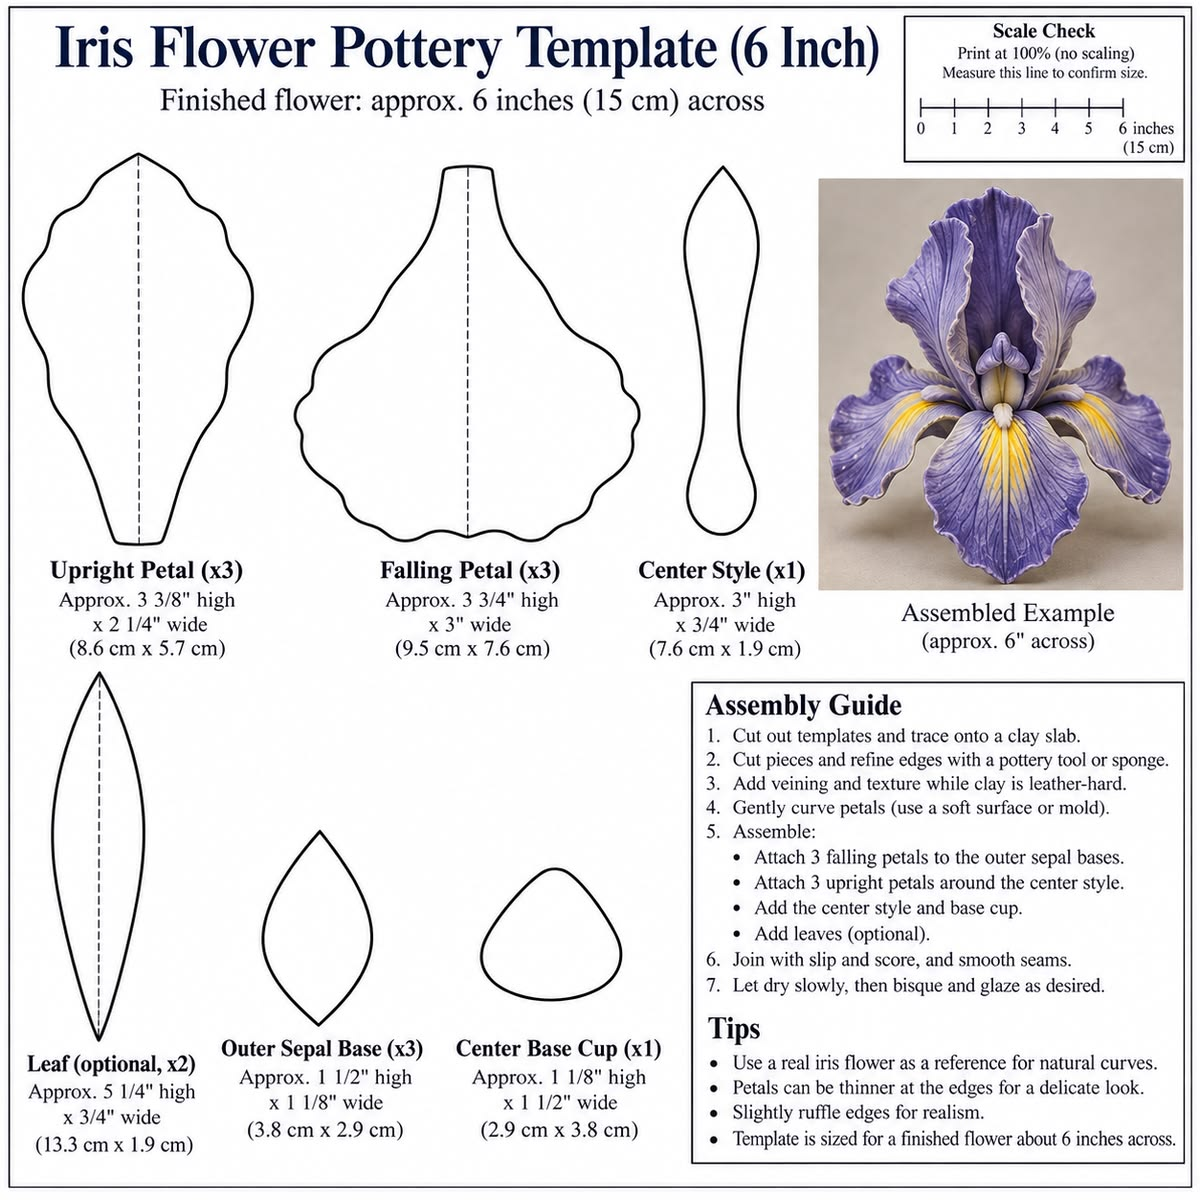 Iris Flower Pottery Template (6 Inch)
Finished flower: approx. 6 inches (15 cm) across
Scale Check
Print at 100% (no scaling)
Measure this line to confirm size.
0 1 2 3 4 5 6 inches
(15 cm)
Upright Petal (x3)
Approx. 3 3/8" high
x 2 1/4" wide
(8.6 cm x 5.7 cm)
Falling Petal (x3)
Approx. 3 3/4" high
x 3" wide
(9.5 cm x 7.6 cm)
Center Style (x1)
Approx. 3" high
x 3/4" wide
(7.6 cm x 1.9 cm)
Assembled Example
(approx. 6" across)
Leaf (optional, x2)
Approx. 5 1/4" high
x 3/4" wide
(13.3 cm x 1.9 cm)
Outer Sepal Base (x3)
Approx. 1 1/2" high
x 1 1/8" wide
(3.8 cm x 2.9 cm)
Center Base Cup (x1)
Approx. 1 1/8" high
x 1 1/2" wide
(2.9 cm x 3.8 cm)
Assembly Guide
1. Cut out templates and trace onto a clay slab.
2. Cut pieces and refine edges with a pottery tool or sponge.
3. Add veining and texture while clay is leather-hard.
4. Gently curve petals (use a soft surface or mold).
5. Assemble:
• Attach 3 falling petals to the outer sepal bases.
• Attach 3 upright petals around the center style.
• Add the center style and base cup.
• Add leaves (optional).
6. Join with slip and score, and smooth seams.
7. Let dry slowly, then bisque and glaze as desired.
Tips
• Use a real iris flower as a reference for natural curves.
• Petals can be thinner at the edges for a delicate look.
• Slightly ruffle edges for realism.
• Template is sized for a finished flower about 6 inches across.